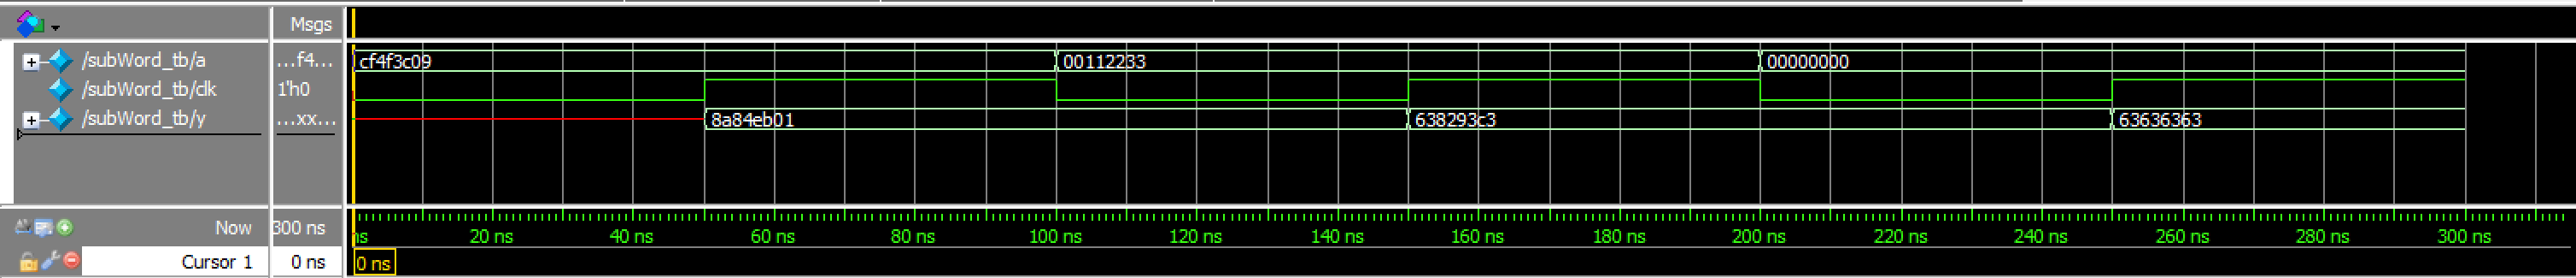 Msgs
/subWord_tb/a ...f4... cf4f3c09 00112233 00000000
/subWord_tb/clk 1'h0
/subWord_tb/y ...xx... 8a84eb01 638293c3 63636363
Now 300 ns ns 20 ns 40 ns 60 ns 80 ns 100 ns 120 ns 140 ns 160 ns 180 ns 200 ns 220 ns 240 ns 260 ns 280 ns 300 ns
Cursor 1 0 ns 0 ns